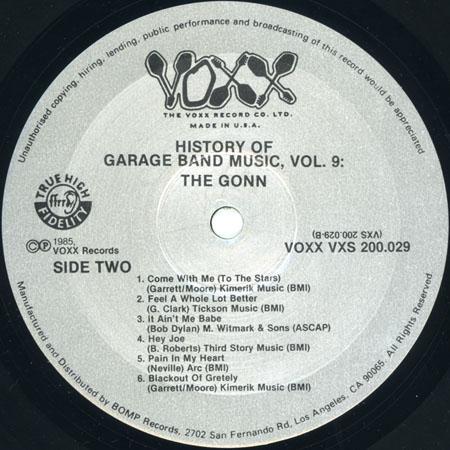 Unauthorised copying, hiring, lending, public performance and broadcasting of this record prohibited. All rights reserved
VOXX
THE VOXX RECORD CO. LTD.
MADE IN U.S.A.
HISTORY OF
GARAGE BAND MUSIC, VOL. 9:
THE GONN
TRUE HIGH
ffrr
FIDELITY
©℗ 1985,
VOXX Records
SIDE TWO
(VXS 200.029-B)
VOXX VXS 200.029
1. Come With Me (To The Stars)
(Garrett/Moore) Kimerik Music (BMI)
2. Feel A Whole Lot Better
(G. Clark) Tickson Music (BMI)
3. It Ain't Me Babe
(Bob Dylan) M. Witmark & Sons (ASCAP)
4. Hey Joe
(B. Roberts) Third Story Music (BMI)
5. Pain In My Heart
(Neville) Arc (BMI)
6. Blackout Of Gretely
(Garrett/Moore) Kimerik Music (BMI)
Manufactured and Distributed by BOMP Records, 2702 San Fernando Rd, Los Angeles, CA 90065.